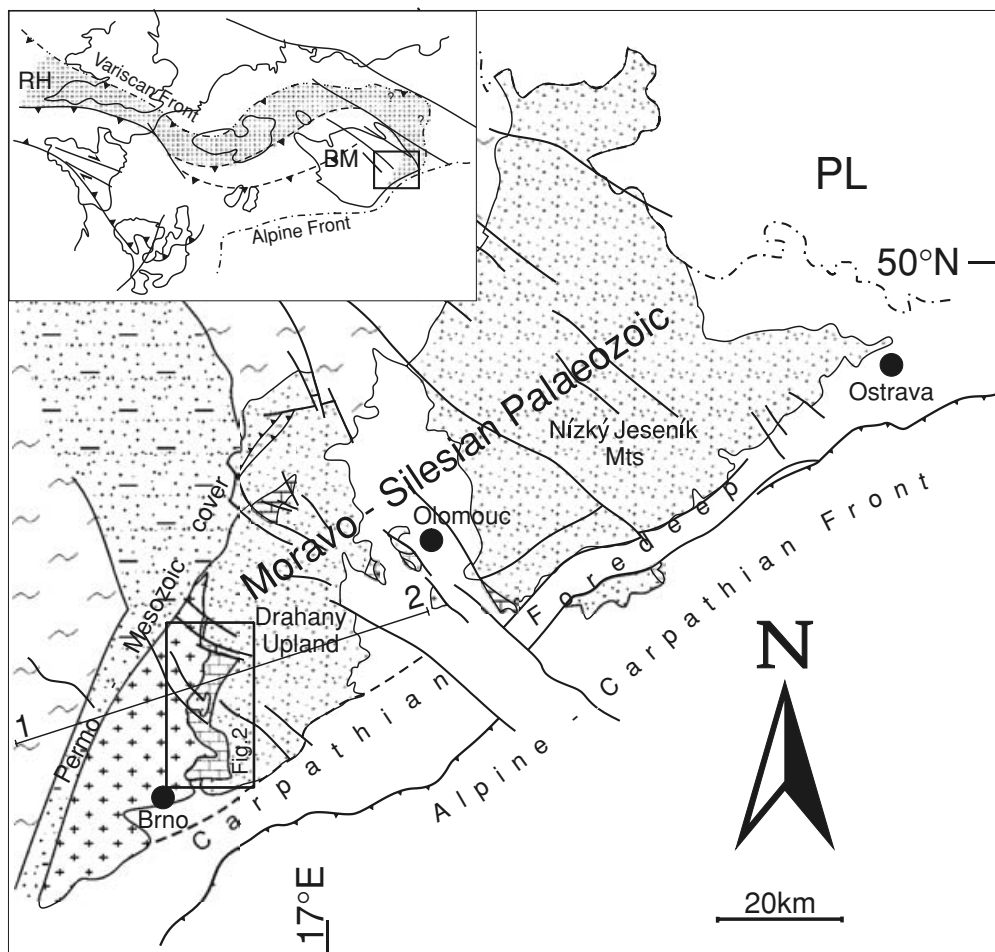 RH
Variscan Front
?
?
BM
Alpine Front
PL
50°N
Ostrava
Moravo - Silesian Palaeozoic
Nízký Jeseník
Mts
Olomouc
Permo - Mesozoic cover
Drahany
Upland
1
2
Fig.2
Brno
Carpathian Foredeep
Alpine - Carpathian Front
N
17°E
20km